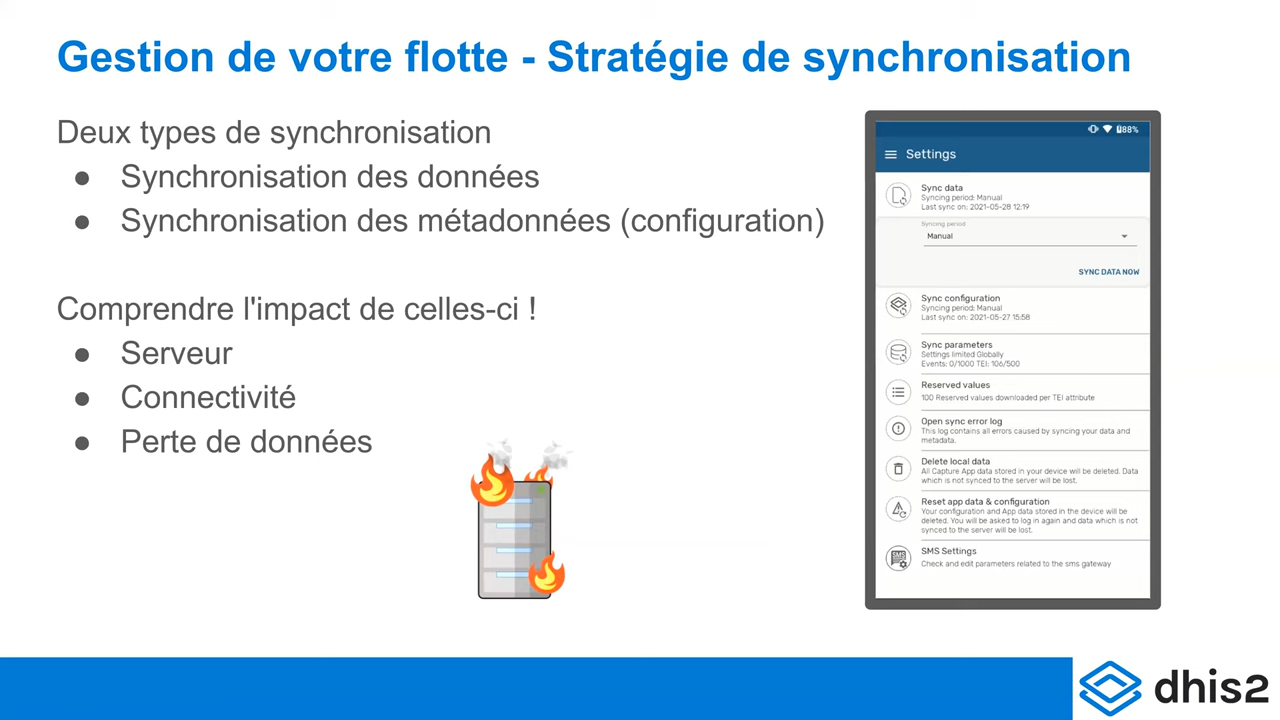 Gestion de votre flotte - Stratégie de synchronisation
Deux types de synchronisation
● Synchronisation des données
● Synchronisation des métadonnées (configuration)
Comprendre l'impact de celles-ci !
● Serveur
● Connectivité
● Perte de données
88%
Settings
Sync data
Syncing period: Manual
Last sync on: 2021-05-28 12:19
Syncing period
Manual
SYNC DATA NOW
Sync configuration
Syncing period: Manual
Last sync on: 2021-05-27 15:58
Sync parameters
Settings limited Globally
Events: 0/1000 TEI: 106/500
Reserved values
100 Reserved values downloaded per TEI attribute
Open sync error log
This log contains all errors caused by syncing your data and
metadata.
Delete local data
All Capture App data stored in your device will be deleted. Data
which is not synced to the server will be lost.
Reset app data & configuration
Your configuration and App data stored in the device will be
deleted. You will be asked to log in again and data which is not
synced to the server will be lost.
SMS
SMS Settings
Check and edit parameters related to the sms gateway
dhis2